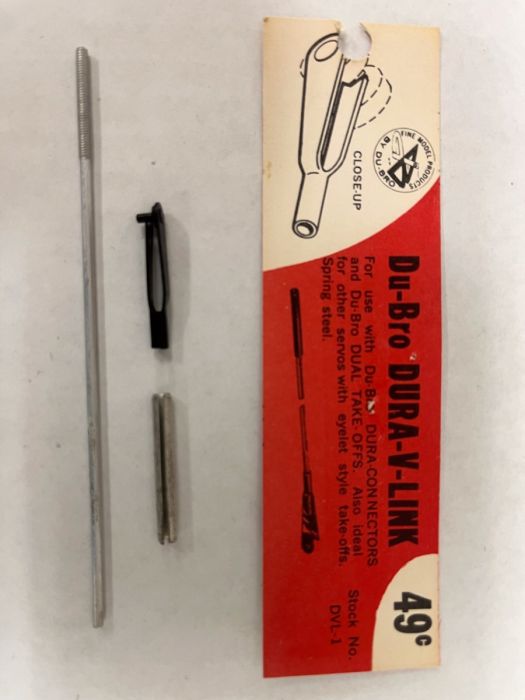 FINE MODEL PRODUCTS
BY DU-BRO
CLOSE-UP
Du-Bro DURA-V-LINK
49c
For use with Du-Bro DURA-CONNECTORS
and Du-Bro DUAL TAKE-OFFS. Also ideal
for other servos with eyelet style take-offs.
Spring steel.
Stock No.
DVL-1